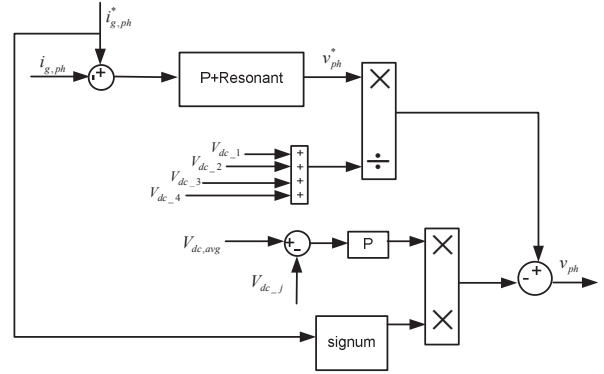 i*g,ph
ig,ph
- +
P+Resonant
v*ph
×
÷
Vdc_1
Vdc_2
Vdc_3
Vdc_4
+
+
+
+
Vdc,avg
+ -
Vdc_j
P
×
×
signum
+
-
vph